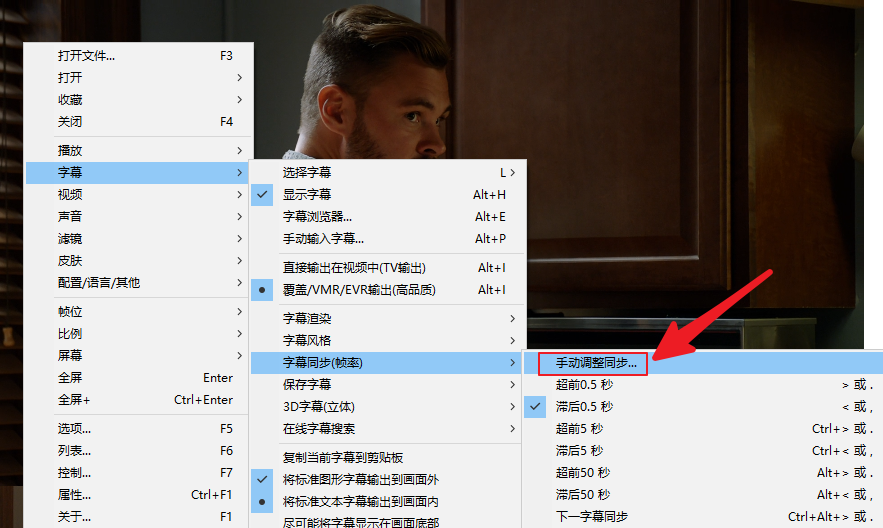 打开文件... F3
打开
收藏
关闭 F4
播放
字幕
视频
声音
滤镜
皮肤
配置/语言/其他
帧位
比例
屏幕
全屏 Enter
全屏+ Ctrl+Enter
选项... F5
列表... F6
控制... F7
属性... Ctrl+F1
关于... F1
选择字幕 L
显示字幕 Alt+H
字幕浏览器... Alt+E
手动输入字幕... Alt+P
直接输出在视频中(TV输出) Alt+I
覆盖/VMR/EVR输出(高品质) Alt+I
字幕渲染
字幕风格
字幕同步(帧率)
保存字幕
3D字幕(立体)
在线字幕搜索
复制当前字幕到剪贴板
将标准图形字幕输出到画面外
将标准文本字幕输出到画面内
尽可能将字幕显示在画面底部
手动调整同步...
超前0.5 秒 > 或 .
滞后0.5 秒 < 或 ,
超前5 秒 Ctrl+> 或 .
滞后5 秒 Ctrl+< 或 ,
超前50 秒 Alt+> 或 .
滞后50 秒 Alt+< 或 ,
下一字幕同步 Ctrl+Alt+> 或 .